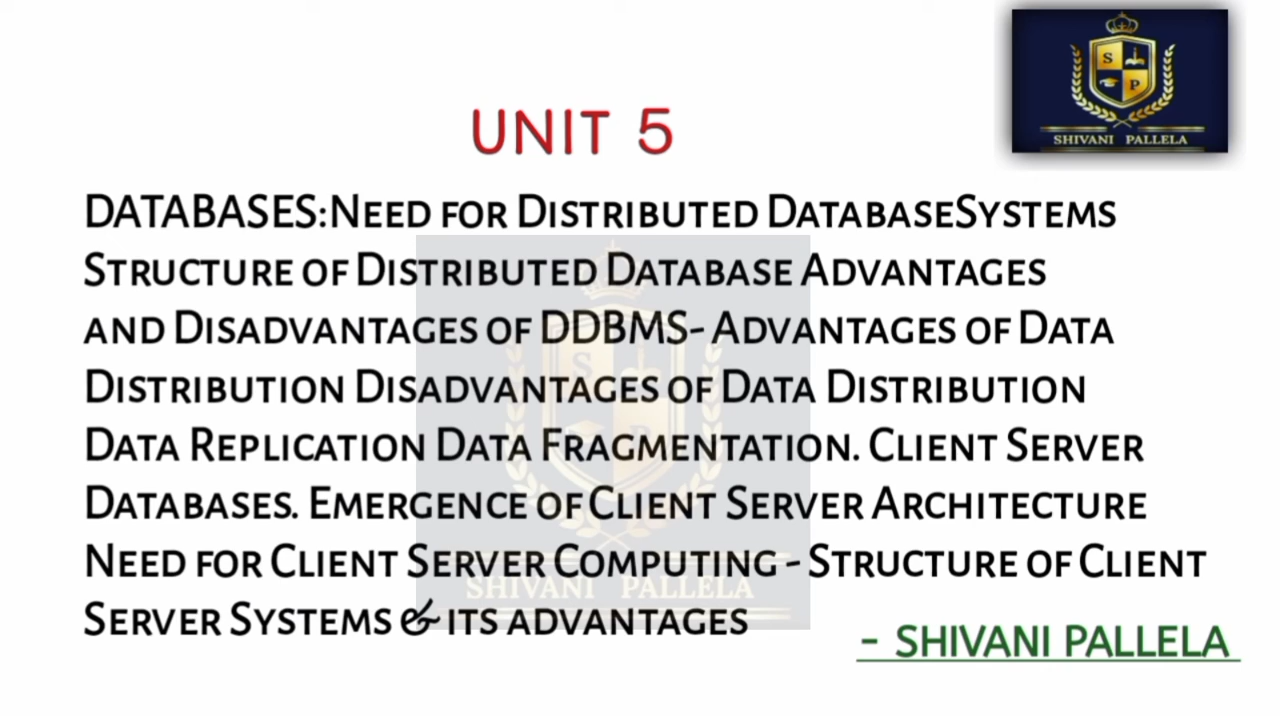 S
P
SHIVANI PALLELA
UNIT 5
DATABASES:NEED FOR DISTRIBUTED DATABASESYSTEMS
STRUCTURE OF DISTRIBUTED DATABASE ADVANTAGES
AND DISADVANTAGES OF DDBMS- ADVANTAGES OF DATA
DISTRIBUTION DISADVANTAGES OF DATA DISTRIBUTION
DATA REPLICATION DATA FRAGMENTATION. CLIENT SERVER
DATABASES. EMERGENCE OF CLIENT SERVER ARCHITECTURE
NEED FOR CLIENT SERVER COMPUTING - STRUCTURE OF CLIENT
SHIVANI PALLELA
SERVER SYSTEMS & ITS ADVANTAGES
- SHIVANI PALLELA